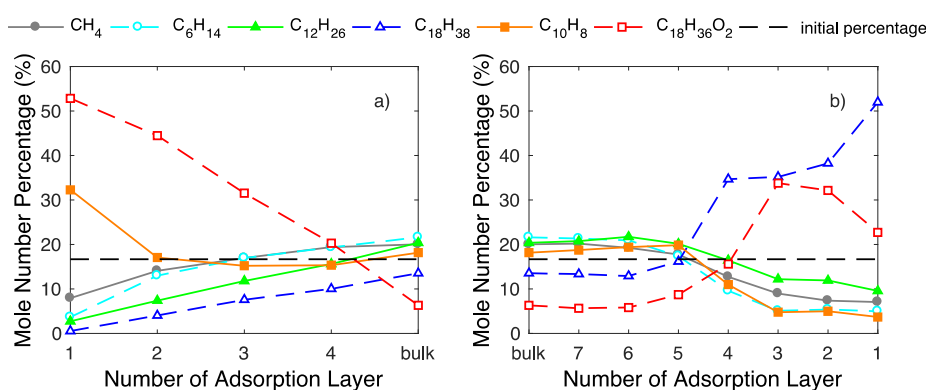 CH4 C6H14 C12H26 C18H38 C10H8 C18H36O2 initial percentage
Mole Number Percentage (%)
60
50
40
30
20
10
0
a)
1 2 3 4 bulk
Number of Adsorption Layer
Mole Number Percentage (%)
60
50
40
30
20
10
0
b)
bulk 7 6 5 4 3 2 1
Number of Adsorption Layer